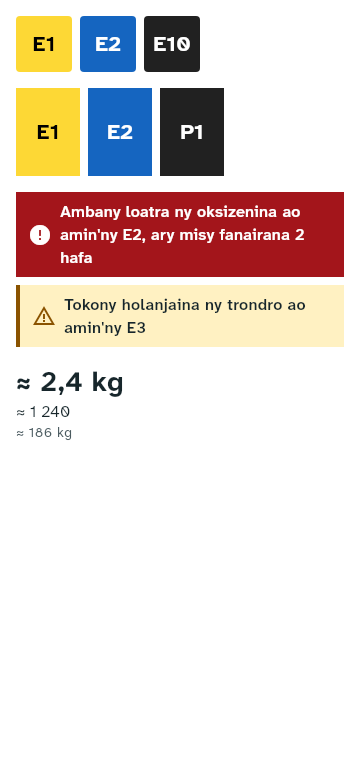 E1 E2 E10
E1 E2 P1
Ambany loatra ny oksizenina ao
amin'ny E2, ary misy fanairana 2
hafa
Tokony holanjaina ny trondro ao
amin'ny E3
≈ 2,4 kg
≈ 1 240
≈ 186 kg